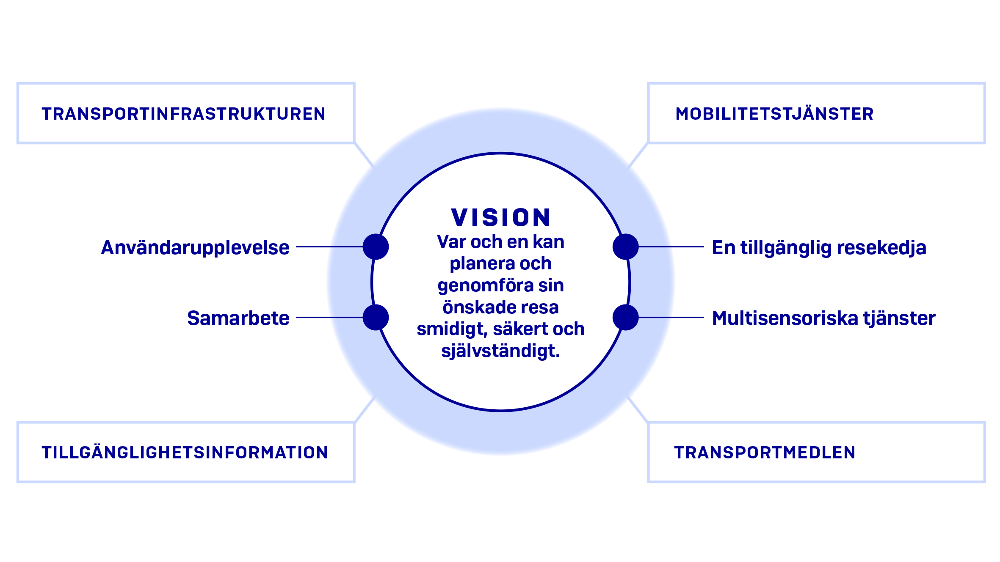 TRANSPORTINFRASTRUKTUREN
MOBILITETSTJÄNSTER
VISION
Var och en kan
planera och
genomföra sin
önskade resa
smidigt, säkert och
självständigt.
Användarupplevelse
Samarbete
En tillgänglig resekedja
Multisensoriska tjänster
TILLGÄNGLIGHETSINFORMATION
TRANSPORTMEDLEN